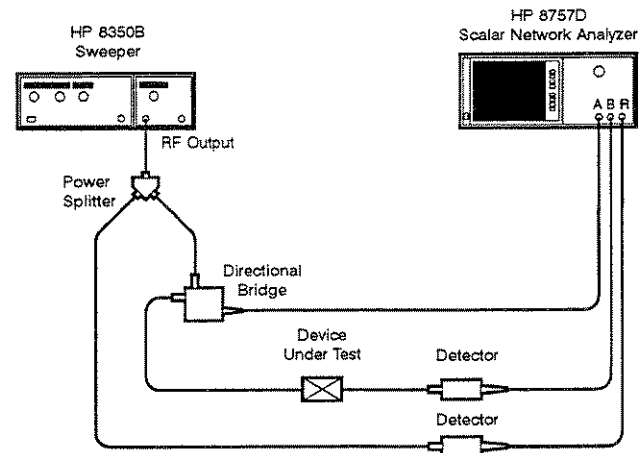 HP 8350B
Sweeper
HP 8757D
Scalar Network Analyzer
A B R
RF Output
Power
Splitter
Directional
Bridge
Device
Under Test
Detector
Detector